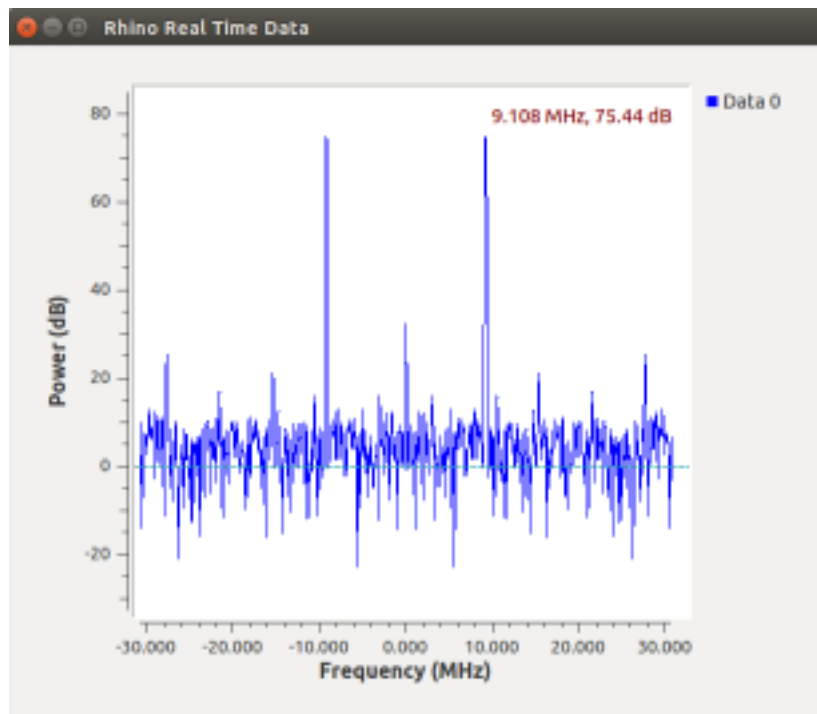 Rhino Real Time Data
9.108 MHz, 75.44 dB
Data 0
80
60
40
20
0
-20
Power (dB)
-30.000 -20.000 -10.000 0.000 10.000 20.000 30.000
Frequency (MHz)